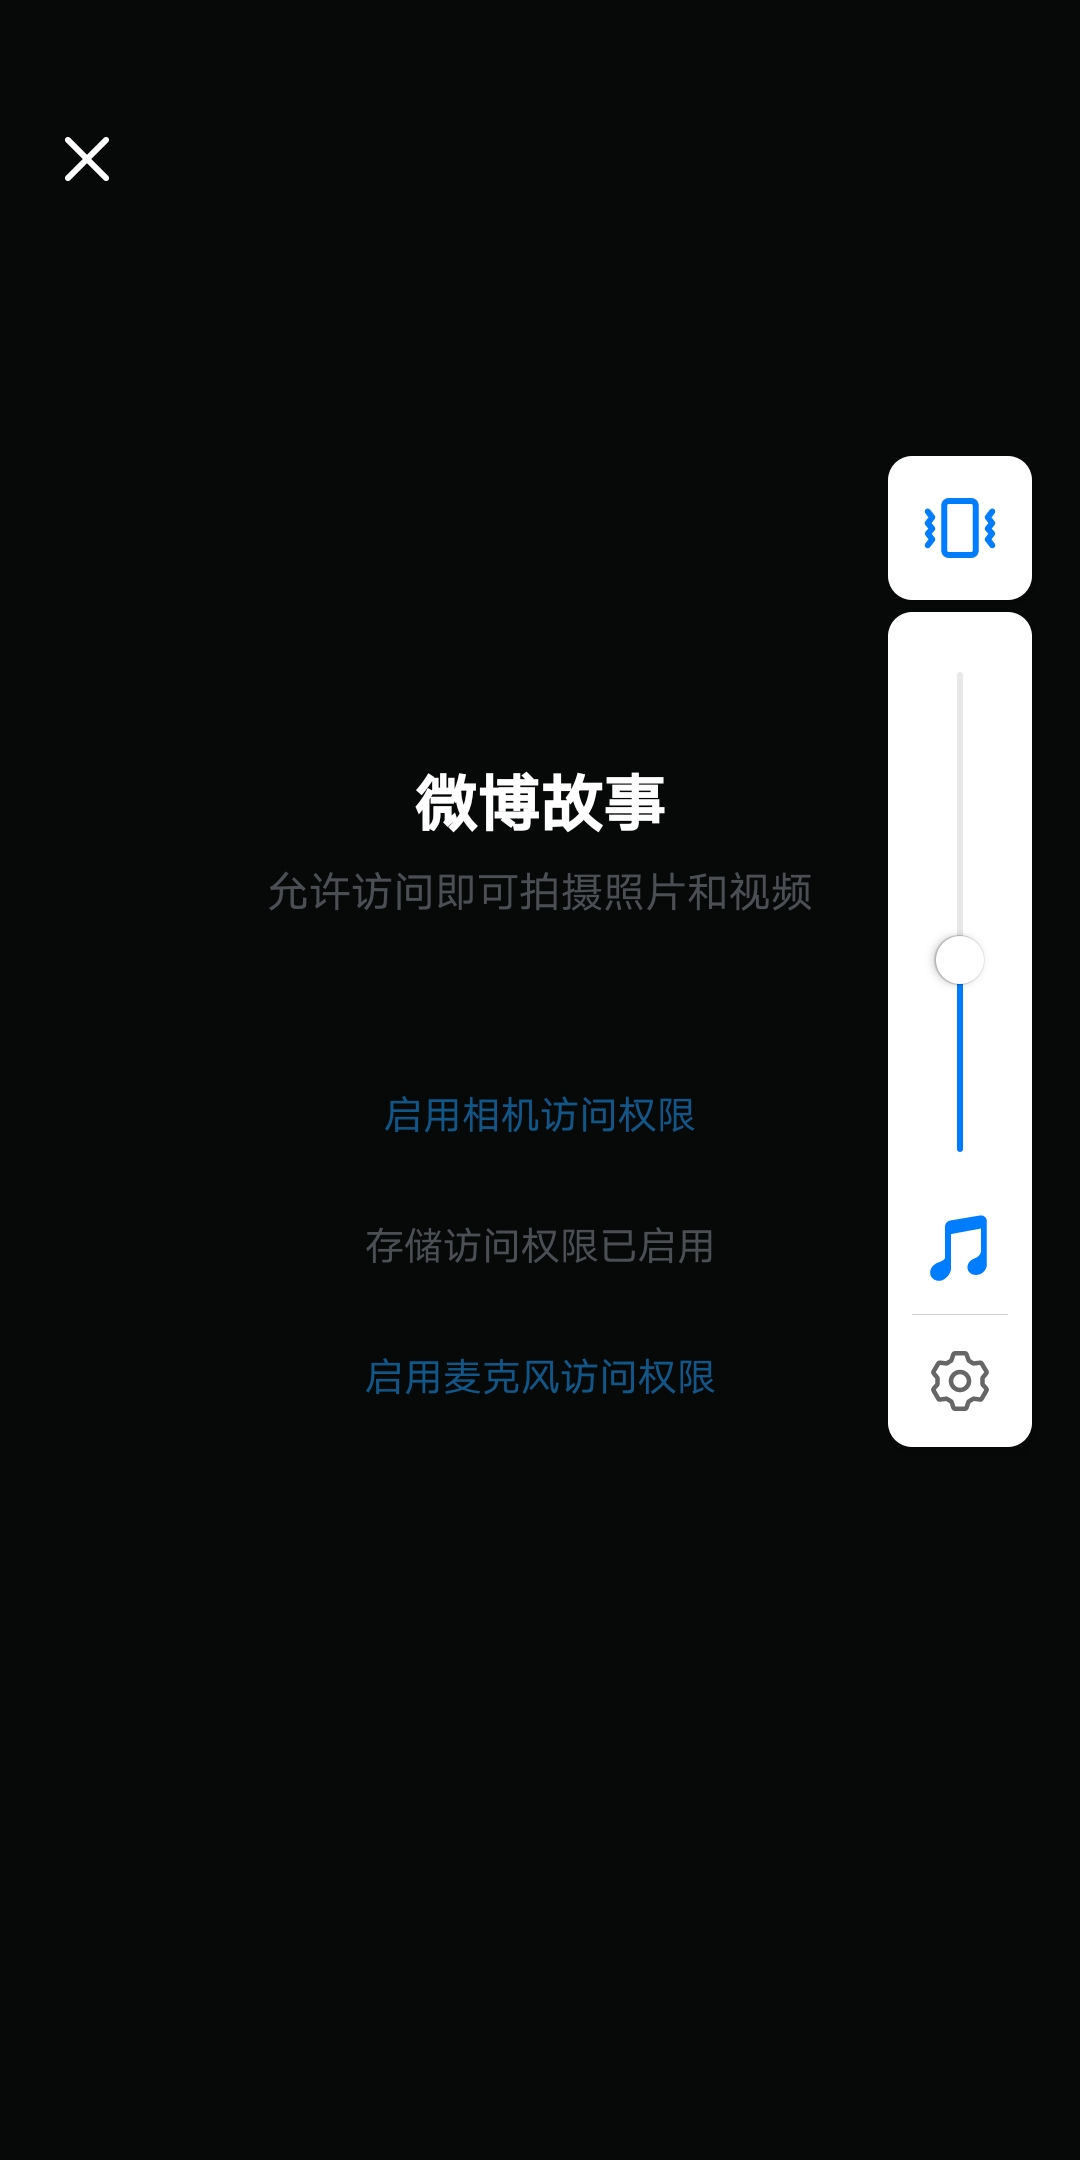 微博故事
允许访问即可拍摄照片和视频
启用相机访问权限
存储访问权限已启用
启用麦克风访问权限